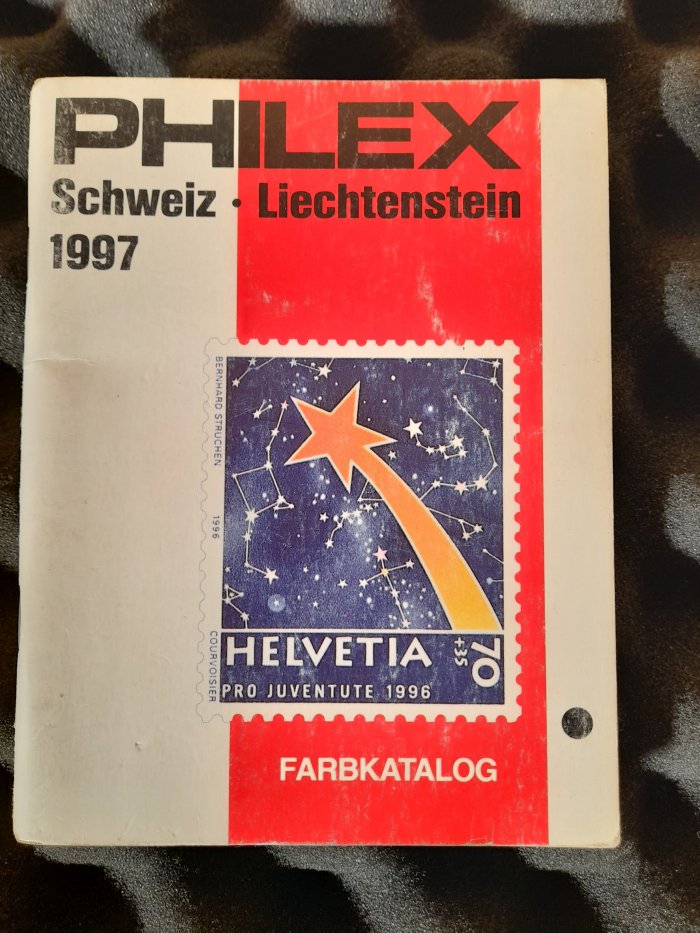 PHILEX
Schweiz · Liechtenstein
1997
BERNHARD STRUCHEN
1996
COURVOISIER
HELVETIA
70
+35
PRO JUVENTUTE 1996
FARBKATALOG